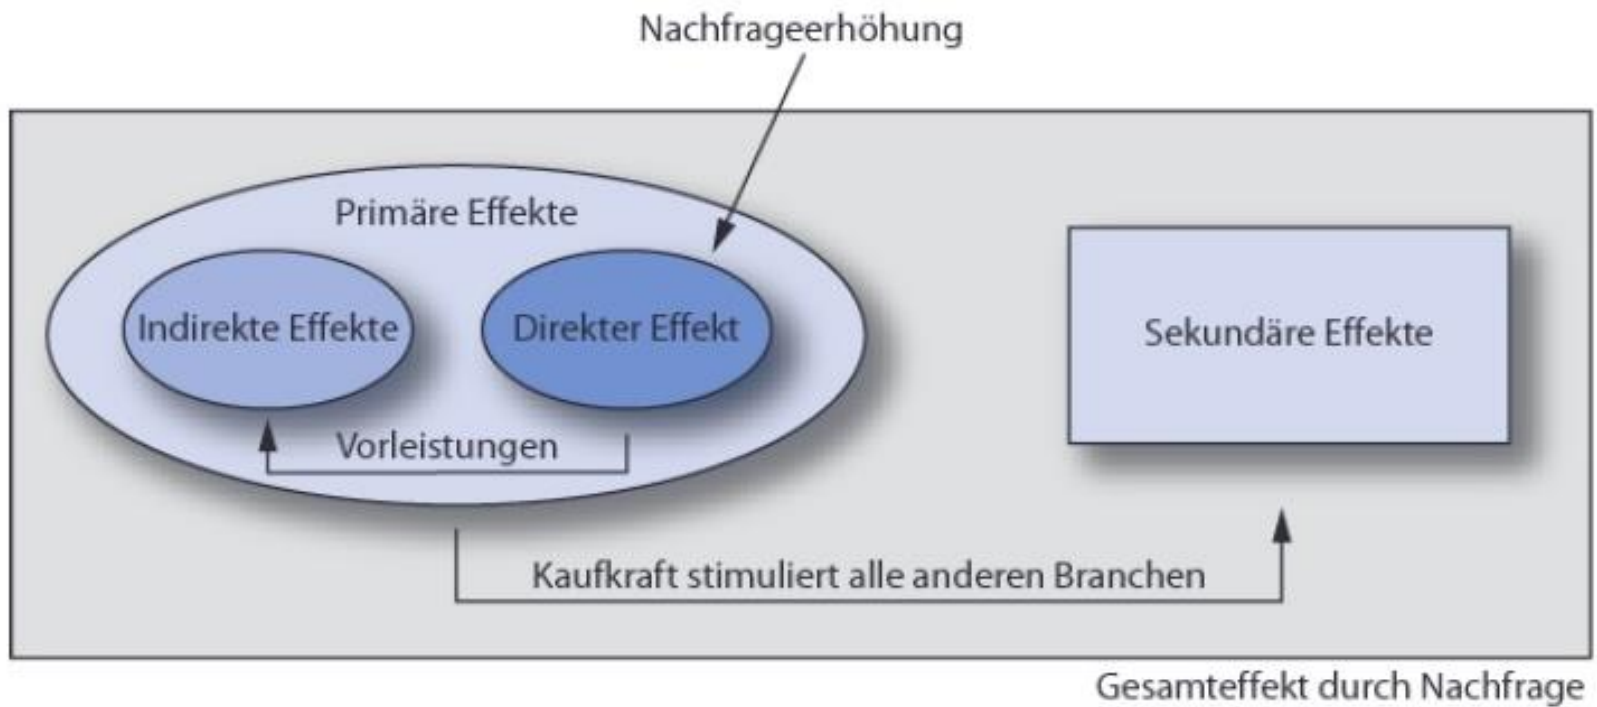 Nachfrageerhöhung
Primäre Effekte
Indirekte Effekte
Direkter Effekt
Sekundäre Effekte
Vorleistungen
Kaufkraft stimuliert alle anderen Branchen
Gesamteffekt durch Nachfrage